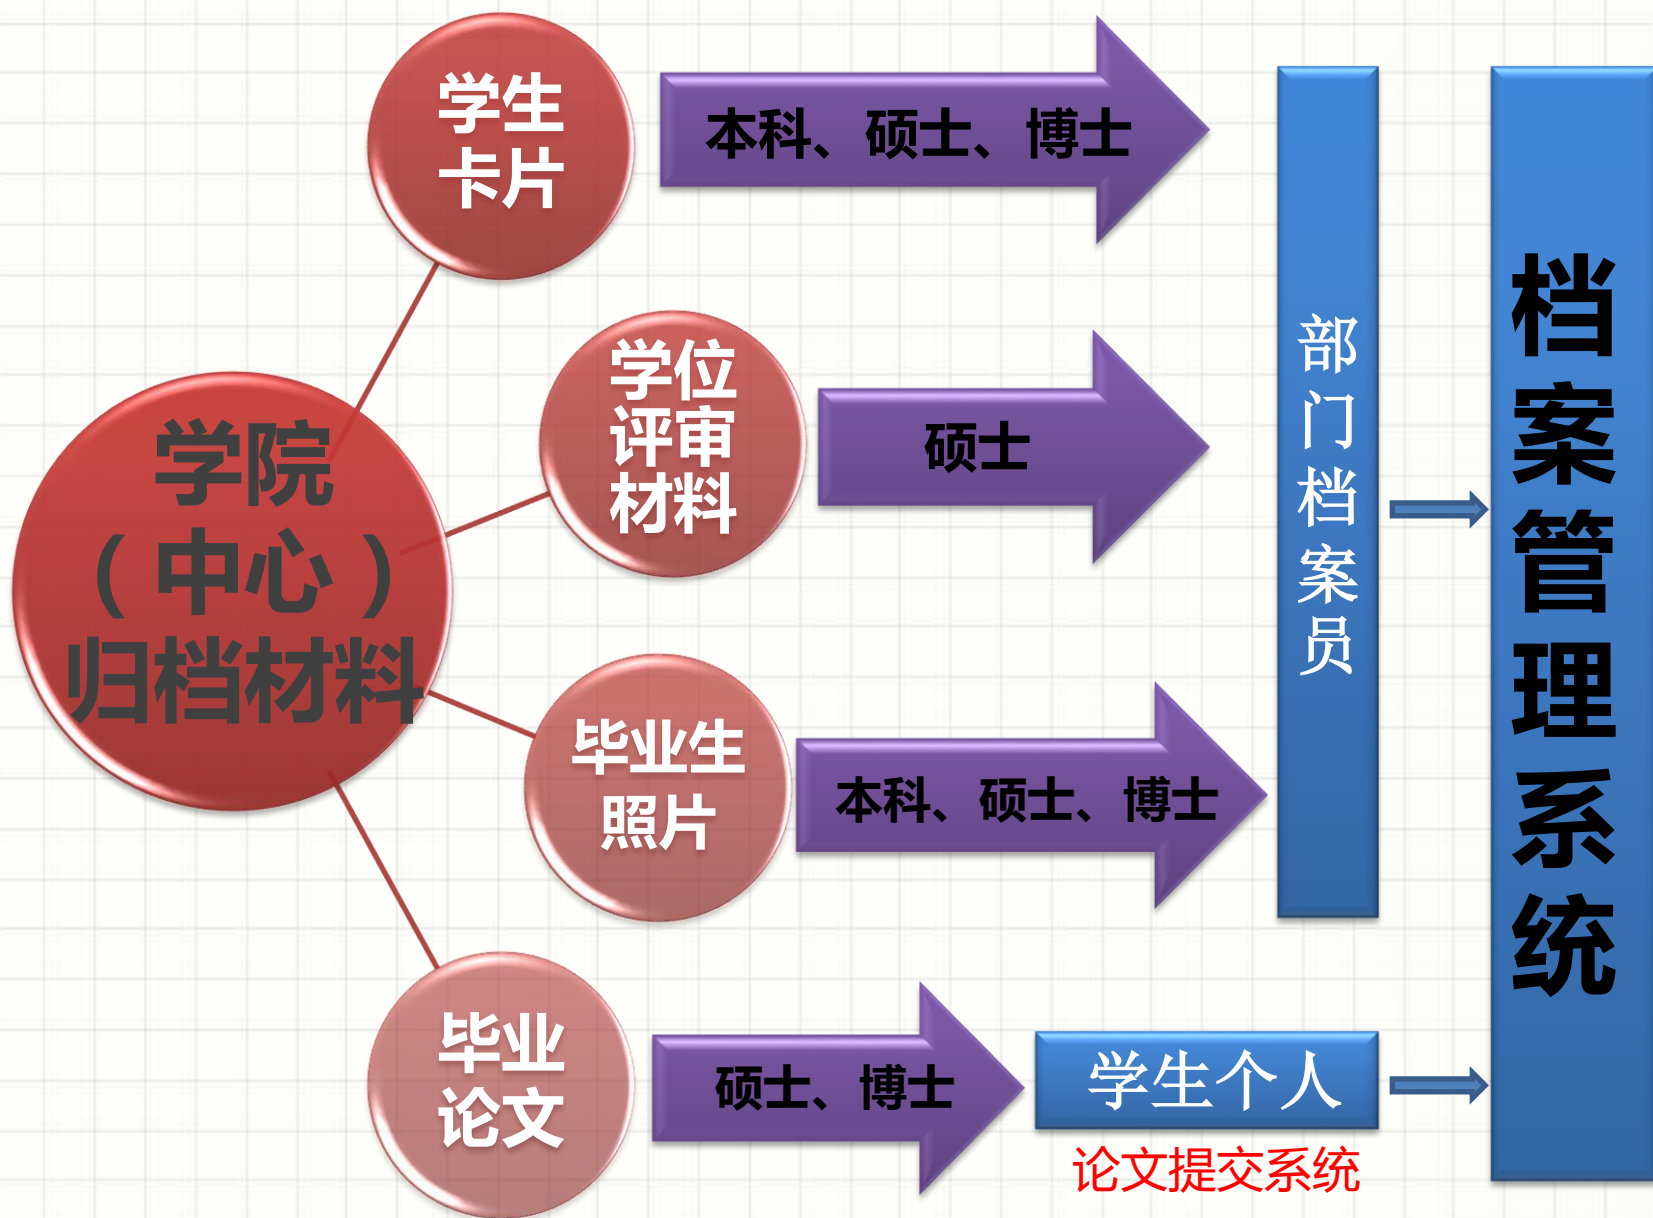 学生
卡片
本科、硕士、博士
学位
评审
材料
硕士
学院
（中心）
归档材料
毕业生
照片
本科、硕士、博士
毕业
论文
硕士、博士
学生个人
论文提交系统
部门档案员
档案管理系统